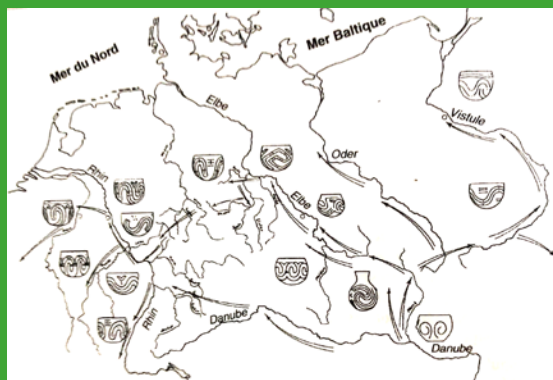 Mer du Nord
Mer Baltique
Elbe
Vistule
Oder
Rhin
Elbe
Rhin
Danube
Danube